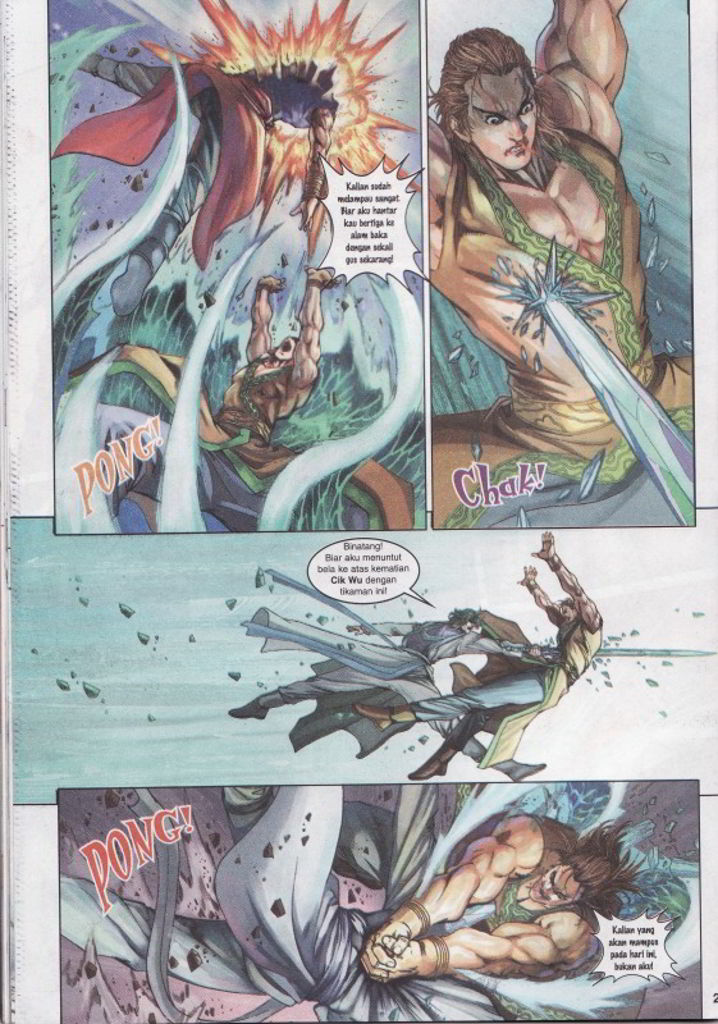 Kalian sudah
melampau sangat.
Biar aku hantar
kau bertiga ke
alam baka
dengan sekali
gus sekarang!
PONG!
Chak!
Binatang!
Biar aku menuntut
bela ke atas kematian
Cik Wu dengan
tikaman ini!
PONG!
Kalian yang
akan mampus
pada hari ini,
bukan aku!
2